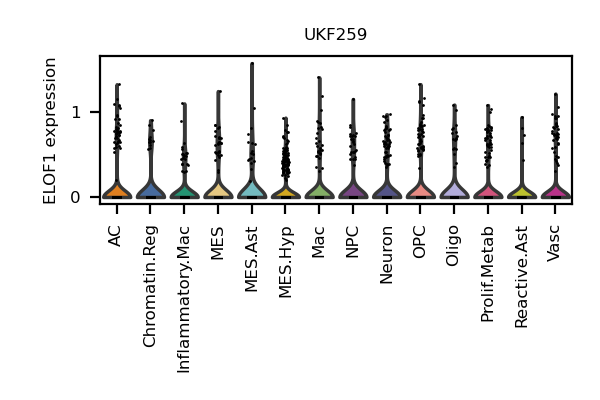 UKF259
ELOF1 expression
1
0
AC
Chromatin.Reg
Inflammatory.Mac
MES
MES.Ast
MES.Hyp
Mac
NPC
Neuron
OPC
Oligo
Prolif.Metab
Reactive.Ast
Vasc